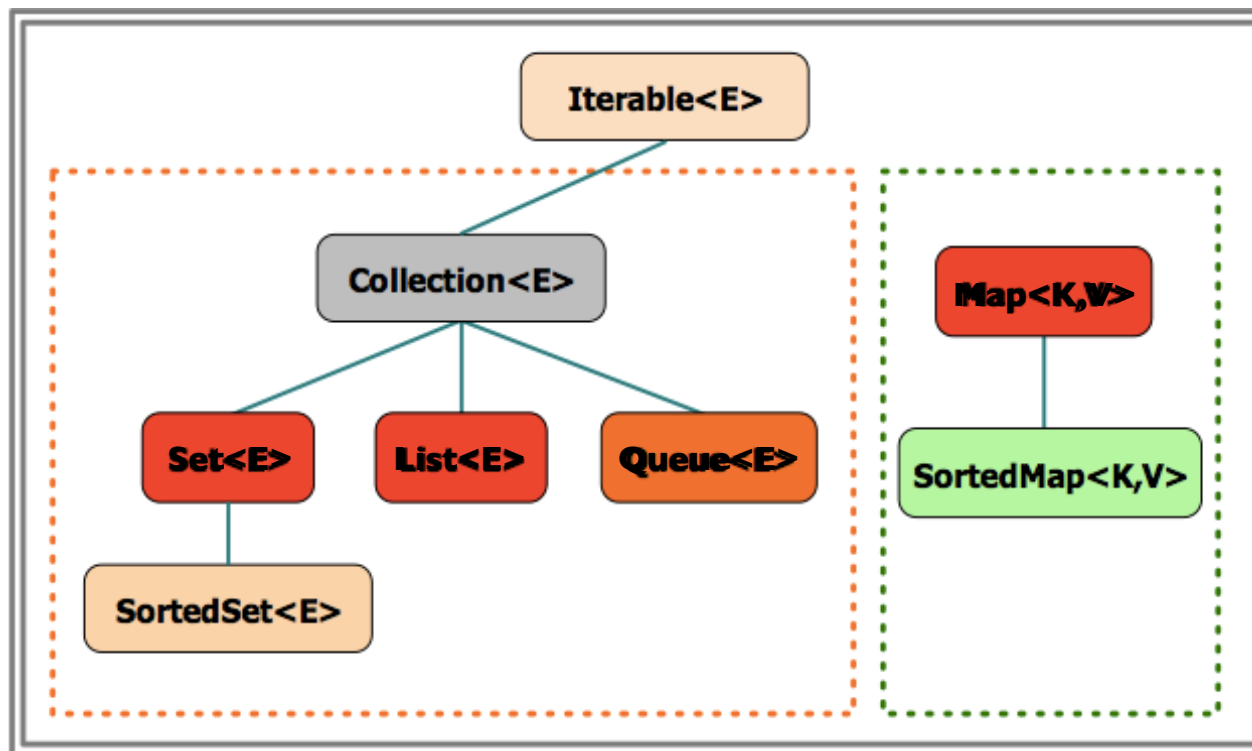 Iterable<E>
Collection<E>
Map<K,V>
Set<E>
List<E>
Queue<E>
SortedMap<K,V>
SortedSet<E>